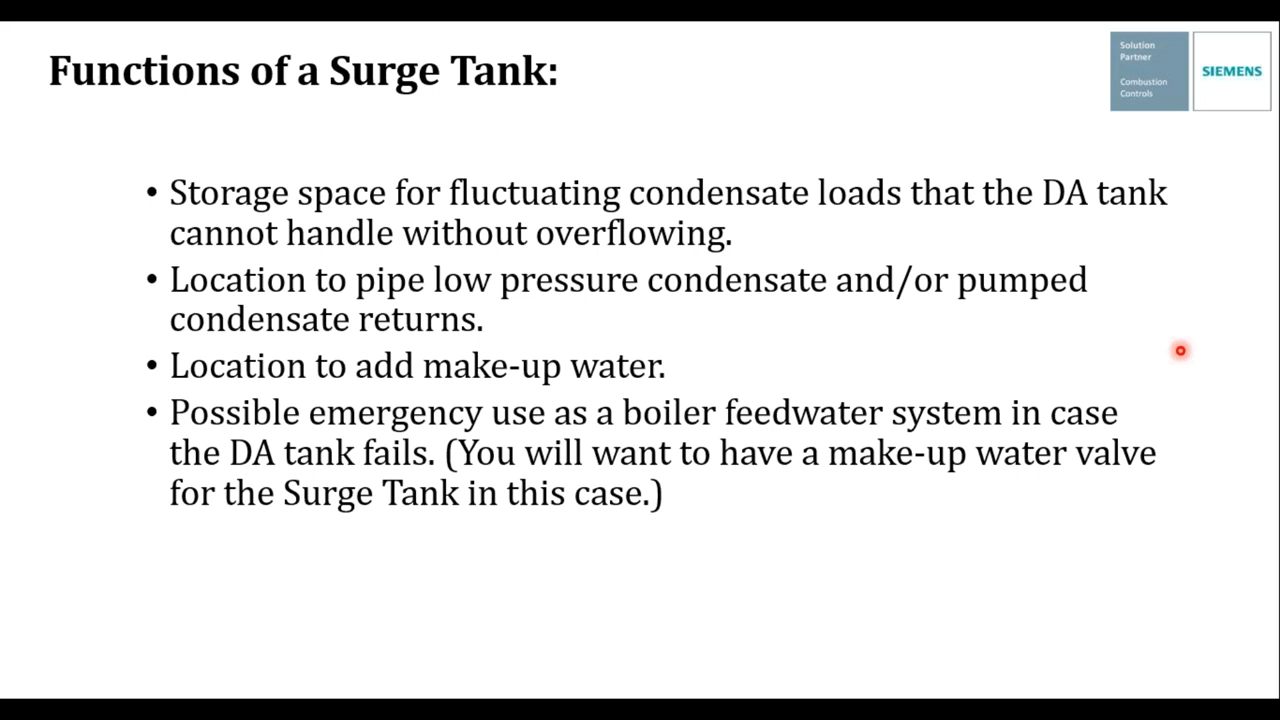 Functions of a Surge Tank:
Solution
Partner
Combustion
Controls
SIEMENS
• Storage space for fluctuating condensate loads that the DA tank
cannot handle without overflowing.
• Location to pipe low pressure condensate and/or pumped
condensate returns.
• Location to add make-up water.
• Possible emergency use as a boiler feedwater system in case
the DA tank fails. (You will want to have a make-up water valve
for the Surge Tank in this case.)